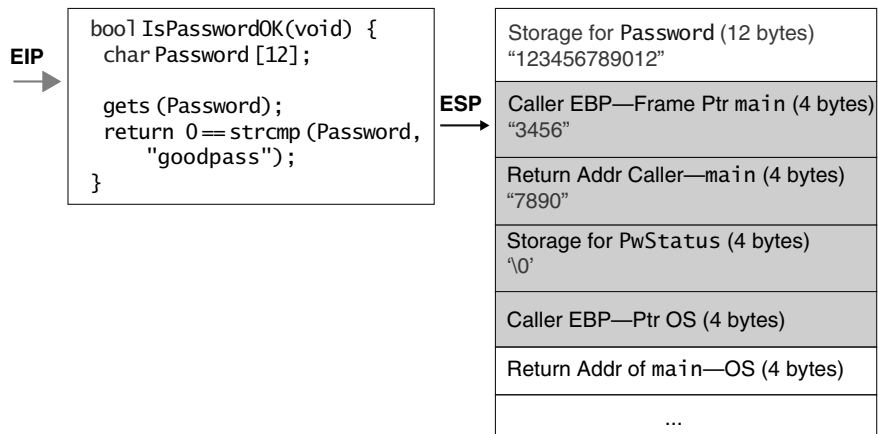 EIP
bool IsPasswordOK(void) {
char Password [12];
gets (Password);
return 0 == strcmp (Password,
"goodpass");
}
ESP
Storage for Password (12 bytes)
“123456789012”
Caller EBP—Frame Ptr main (4 bytes)
“3456”
Return Addr Caller—main (4 bytes)
“7890”
Storage for PwStatus (4 bytes)
‘\0’
Caller EBP—Ptr OS (4 bytes)
Return Addr of main—OS (4 bytes)
...